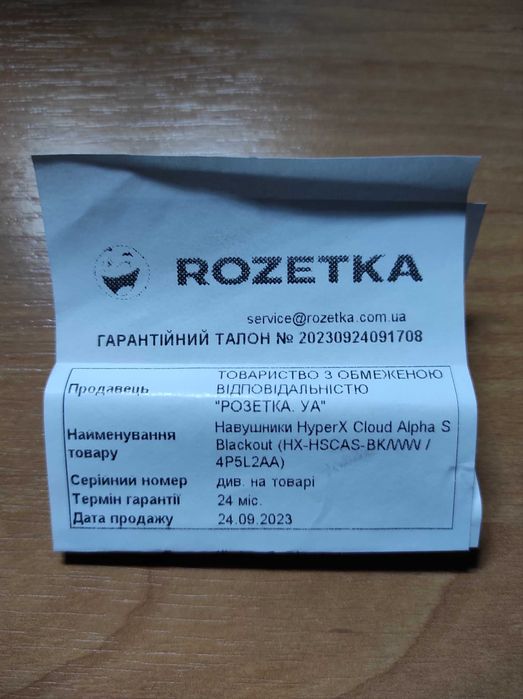 ROZETKA
service@rozetka.com.ua
ГАРАНТІЙНИЙ ТАЛОН № 20230924091708
Продавець ТОВАРИСТВО З ОБМЕЖЕНОЮ
ВІДПОВІДАЛЬНІСТЮ
"РОЗЕТКА. УА"
Найменування товару Навушники HyperX Cloud Alpha S
Blackout (HX-HSCAS-BK/WW /
4P5L2AA)
Серійний номер див. на товарі
Термін гарантії 24 міс.
Дата продажу 24.09.2023